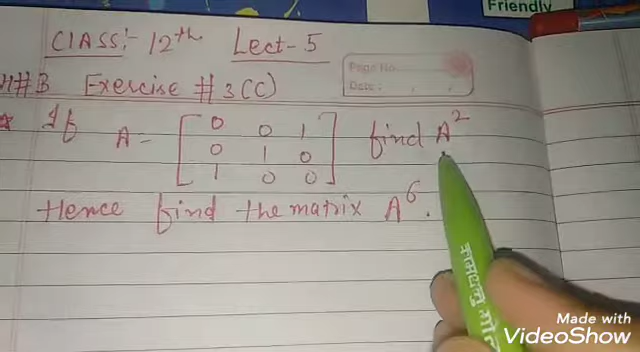 Friendly
CIASS:- 12th Lect-5
Page No.
Date :
H#B Exercise # 3(C)
If A = [0 0 1 find A²
0 1 0
1 0 0]
Hence find the matrix A⁶.
Made with
VideoShow